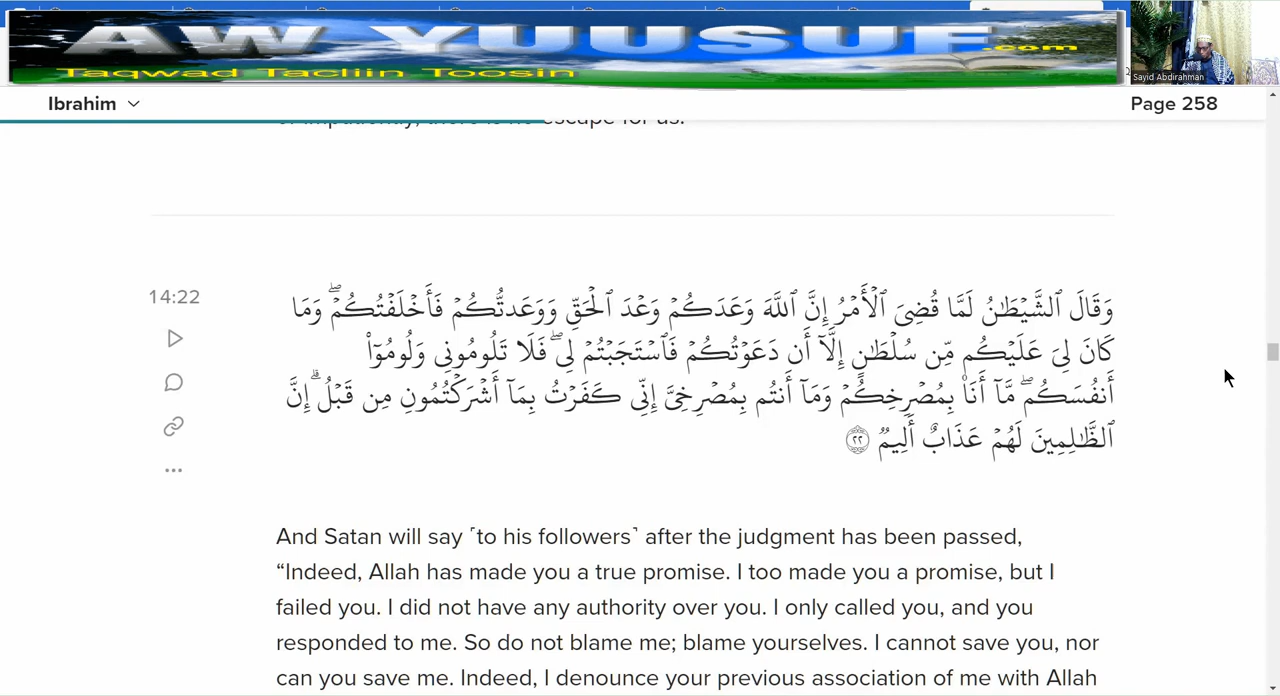 AW YUUSUF.com
Taqwad Tacliin Toosin
Sayid Abdirahman
Ibrahim
Page 258
escape for us.
14:22
وَقَالَ ٱلشَّيْطَـٰنُ لَمَّا قُضِىَ ٱلْأَمْرُ إِنَّ ٱللَّهَ وَعَدَكُمْ وَعْدَ ٱلْحَقِّ وَوَعَدتُّكُمْ فَأَخْلَفْتُكُمْ ۖ وَمَا
كَانَ لِىَ عَلَيْكُم مِّن سُلْطَـٰنٍ إِلَّآ أَن دَعَوْتُكُمْ فَٱسْتَجَبْتُمْ لِى ۖ فَلَا تَلُومُونِى وَلُومُوٓا۟
أَنفُسَكُم ۖ مَّآ أَنَا۠ بِمُصْرِخِكُمْ وَمَآ أَنتُم بِمُصْرِخِىَّ إِنِّى كَفَرْتُ بِمَآ أَشْرَكْتُمُونِ مِن قَبْلُ ۗ إِنَّ
ٱلظَّـٰلِمِينَ لَهُمْ عَذَابٌ أَلِيمٌ ٢٢
And Satan will say ˹to his followers˺ after the judgment has been passed,
“Indeed, Allah has made you a true promise. I too made you a promise, but I
failed you. I did not have any authority over you. I only called you, and you
responded to me. So do not blame me; blame yourselves. I cannot save you, nor
can you save me. Indeed, I denounce your previous association of me with Allah